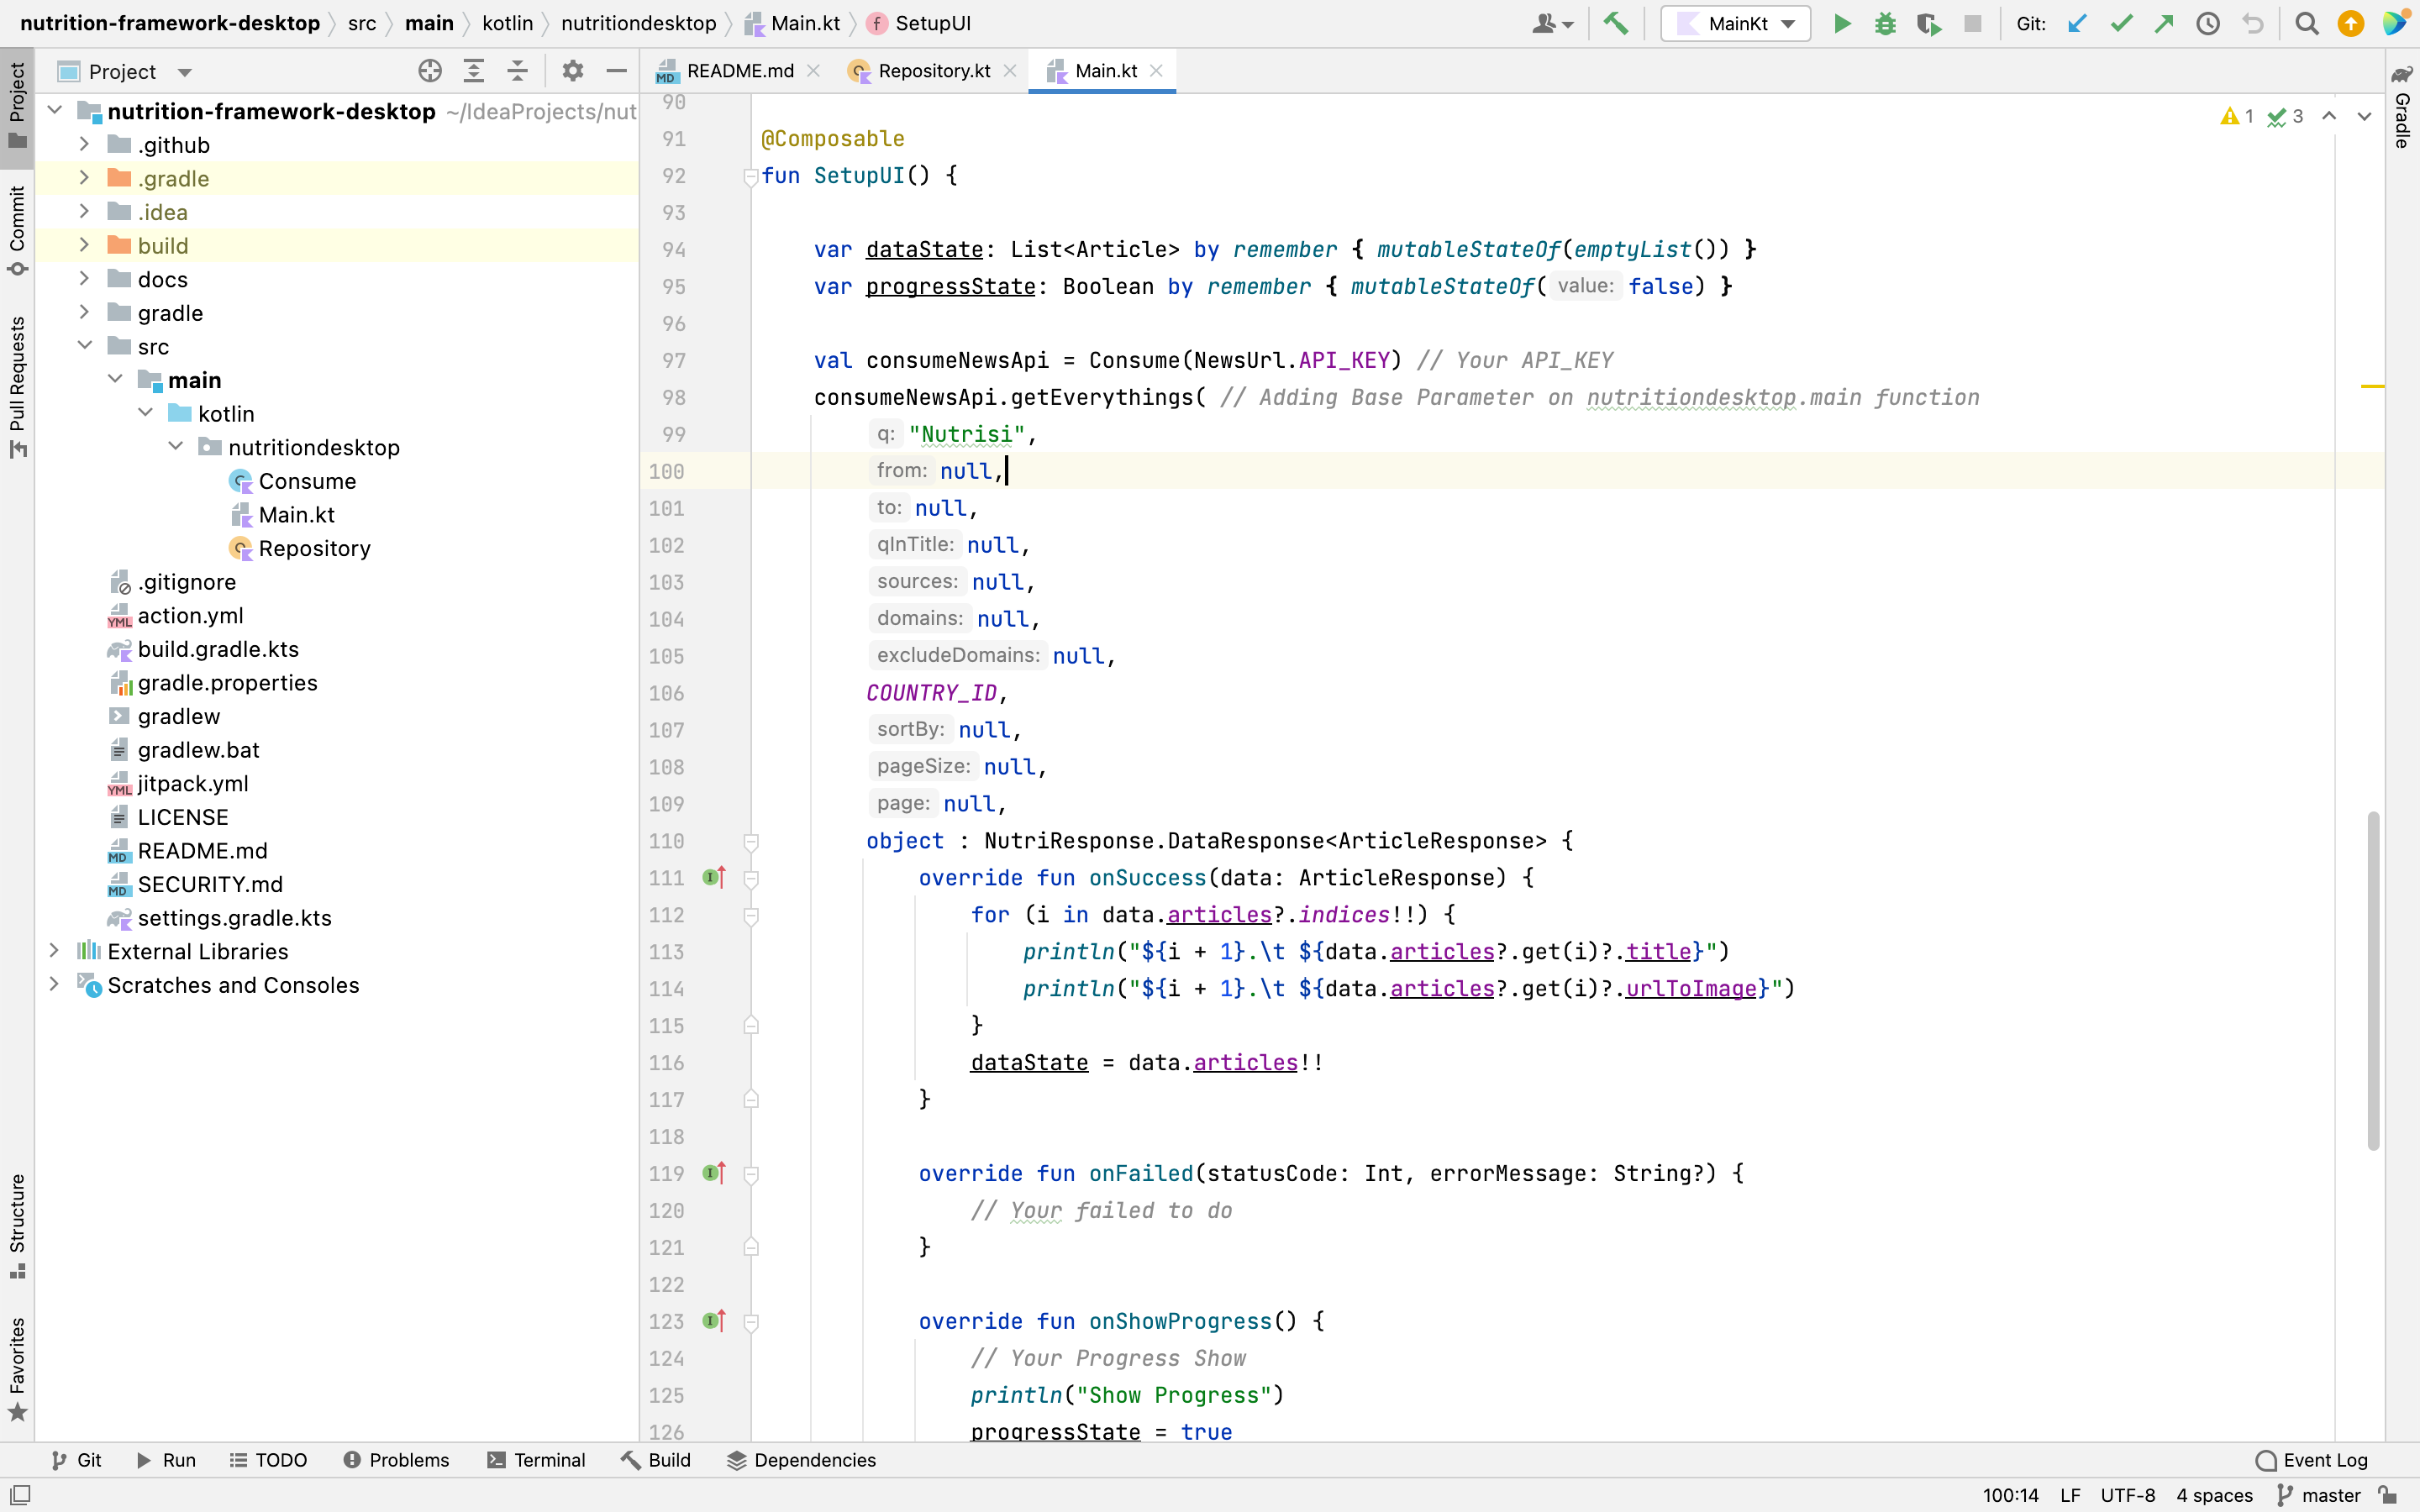 nutrition-framework-desktop src main kotlin nutritiondesktop Main.kt f SetupUI
MainKt Git:
Project
README.md Repository.kt Main.kt
Project
Commit
Pull Requests
Structure
Favorites
nutrition-framework-desktop ~/IdeaProjects/nut
.github
.gradle
.idea
build
docs
gradle
src
main
kotlin
nutritiondesktop
Consume
Main.kt
Repository
.gitignore
action.yml
build.gradle.kts
gradle.properties
gradlew
gradlew.bat
jitpack.yml
LICENSE
README.md
SECURITY.md
settings.gradle.kts
External Libraries
Scratches and Consoles
1 3
Gradle
90
91 @Composable
92 fun SetupUI() {
93
94 var dataState: List<Article> by remember { mutableStateOf(emptyList()) }
95 var progressState: Boolean by remember { mutableStateOf( value: false) }
96
97 val consumeNewsApi = Consume(NewsUrl.API_KEY) // Your API_KEY
98 consumeNewsApi.getEverythings( // Adding Base Parameter on nutritiondesktop.main function
99 q: "Nutrisi",
100 from: null,
101 to: null,
102 qInTitle: null,
103 sources: null,
104 domains: null,
105 excludeDomains: null,
106 COUNTRY_ID,
107 sortBy: null,
108 pageSize: null,
109 page: null,
110 object : NutriResponse.DataResponse<ArticleResponse> {
111 override fun onSuccess(data: ArticleResponse) {
112 for (i in data.articles?.indices!!) {
113 println("${i + 1}.\t ${data.articles?.get(i)?.title}")
114 println("${i + 1}.\t ${data.articles?.get(i)?.urlToImage}")
115 }
116 dataState = data.articles!!
117 }
118
119 override fun onFailed(statusCode: Int, errorMessage: String?) {
120 // Your failed to do
121 }
122
123 override fun onShowProgress() {
124 // Your Progress Show
125 println("Show Progress")
126 progressState = true
Git Run TODO Problems Terminal Build Dependencies Event Log
100:14 LF UTF-8 4 spaces master